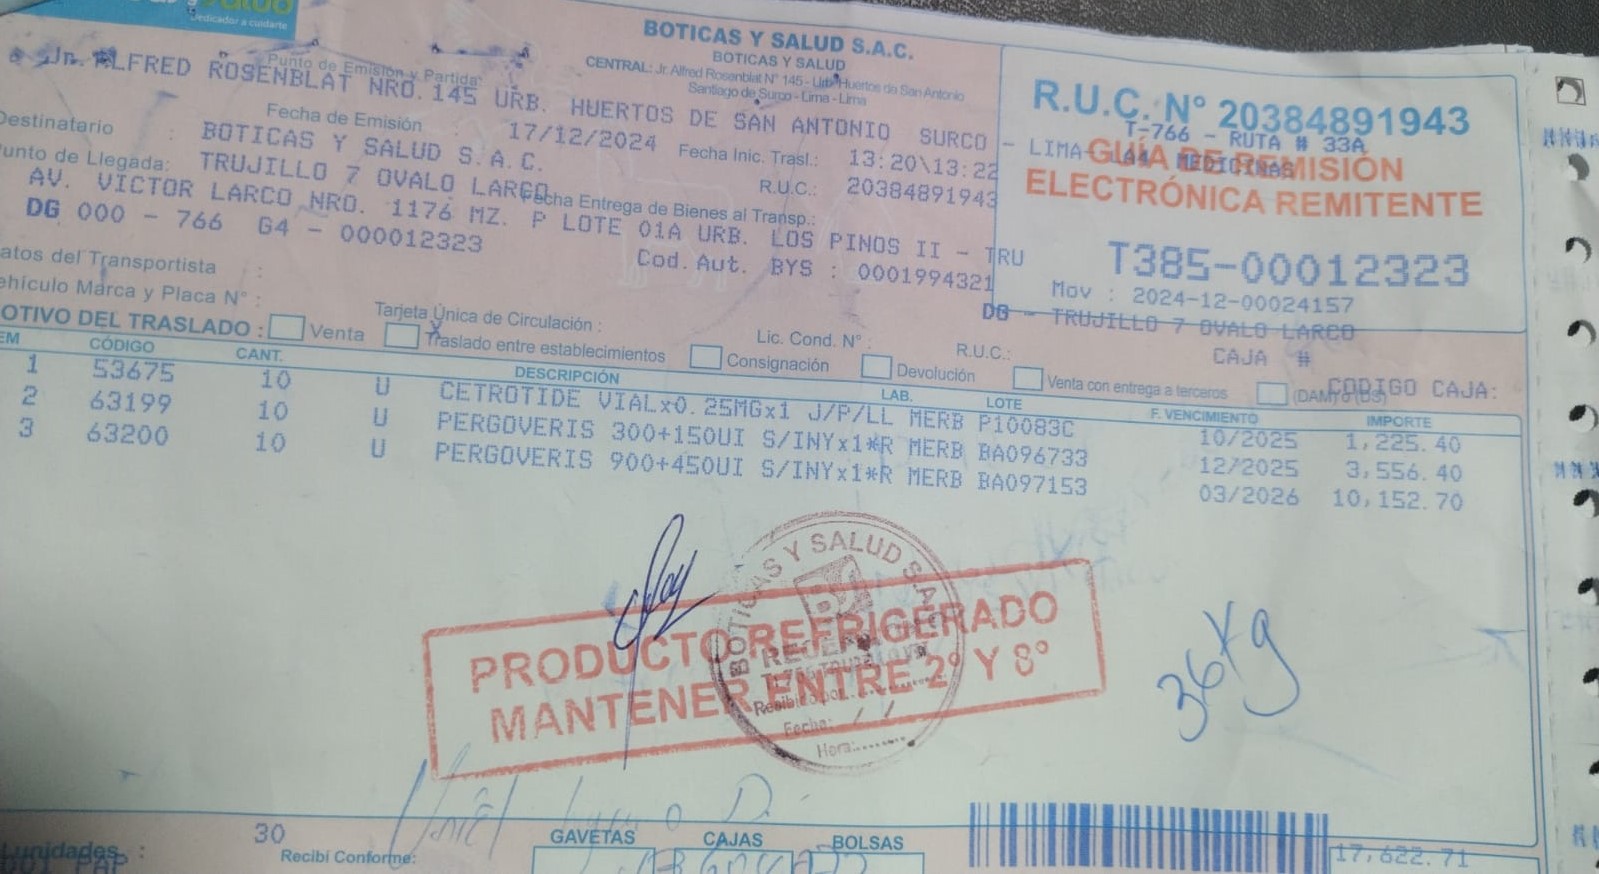 Dedicados a cuidarte
BOTICAS Y SALUD S.A.C.
BOTICAS Y SALUD
CENTRAL: Jr. Alfred Rosenblat N° 145 - Urb. Huertos de San Antonio
Santiago de Surco - Lima - Lima
Punto de Emisión y Partida:
Jn. ALFRED ROSENBLAT NRO. 145 URB. HUERTOS DE SAN ANTONIO SURCO - LIMA
R.U.C. N° 20384891943
T-766 - RUTA # 33A
MEDICINAS
GUÍA DE REMISIÓN
ELECTRÓNICA REMITENTE
T385-00012323
Mov : 2024-12-00024157
DG - TRUJILLO 7 OVALO LARCO
CAJA #
CODIGO CAJA:
Fecha de Emisión : 17/12/2024 Fecha Inic. Trasl.: 13:20\13:22
Destinatario : BOTICAS Y SALUD S.A.C. R.U.C.: 20384891943
Punto de Llegada: TRUJILLO 7 OVALO LARCO Fecha Entrega de Bienes al Transp.:
AV. VICTOR LARCO NRO. 1176 MZ. P LOTE 01A URB. LOS PINOS II - TRU
DG 000 - 766 G4 - 000012323 Cod. Aut. BYS : 0001994321
Datos del Transportista :
Vehículo Marca y Placa N° : Tarjeta Única de Circulación : Lic. Cond. N° : R.U.C.:
MOTIVO DEL TRASLADO : Venta X Traslado entre establecimientos Consignación Devolución Venta con entrega a terceros
ITEM CÓDIGO CANT. DESCRIPCIÓN LAB. LOTE F. VENCIMIENTO IMPORTE
1 53675 10 U CETROTIDE VIALx0.25MGx1 J/P/LL MERB P10083C 10/2025 1,225.40
2 63199 10 U PERGOVERIS 300+150UI S/INYx1*R MERB BA096733 12/2025 3,556.40
3 63200 10 U PERGOVERIS 900+450UI S/INYx1*R MERB BA097153 03/2026 10,152.70
PRODUCTO REFRIGERADO
MANTENER ENTRE 2° Y 8°
BOTICAS Y SALUD S.A.C.
Recibido por
Fecha: / /
Hora:
36Kg
Unidades : 30
Recibí Conforme:
GAVETAS CAJAS BOLSAS
17,622.71